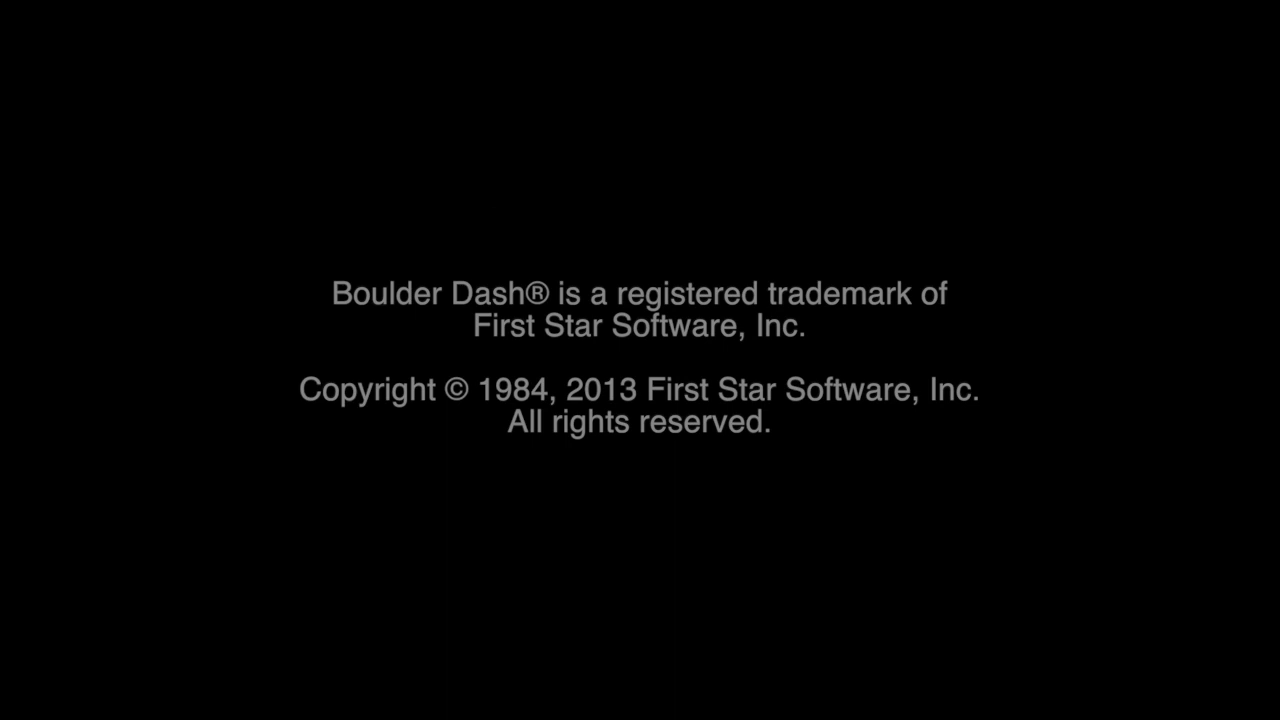 Boulder Dash® is a registered trademark of
First Star Software, Inc.
Copyright © 1984, 2013 First Star Software, Inc.
All rights reserved.